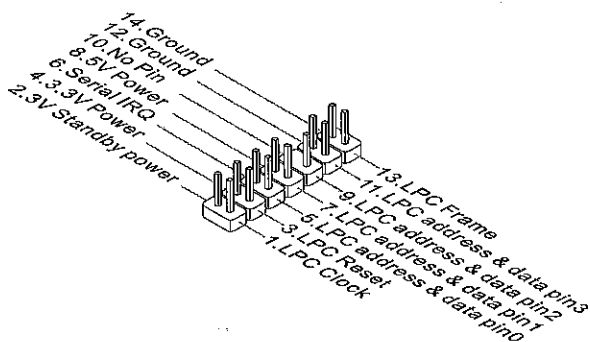 14.Ground
12.Ground
10.No Pin
8.5V Power
6.Serial IRQ
4.3.3V Power
2.3V Standby power
13.LPC Frame
11.LPC address & data pin3
9.LPC address & data pin2
7.LPC address & data pin1
5.LPC address & data pin0
3.LPC Reset
1.LPC Clock